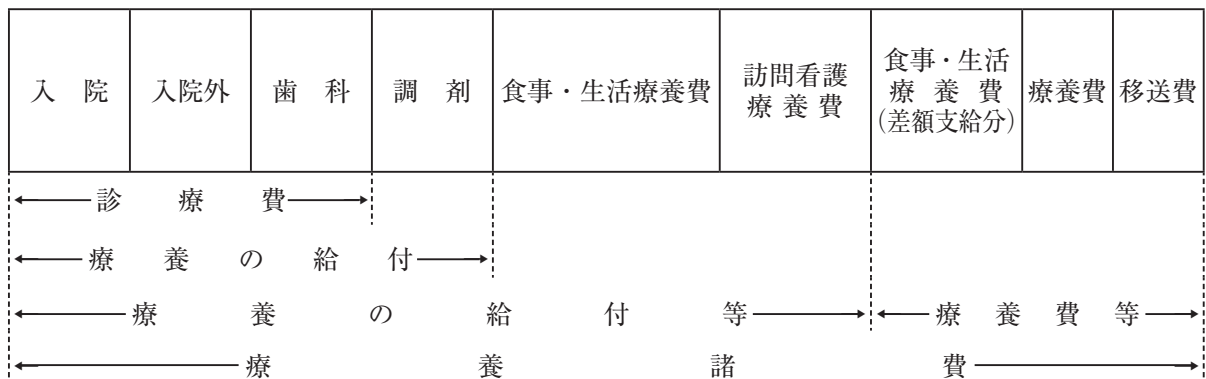 入院
入院外
歯科
調剤
食事・生活療養費
訪問看護
療養費
食事・生活
療養費
(差額支給分)
療養費
移送費
診療費
療養の給付
療養の給付等
療養費等
療養諸費